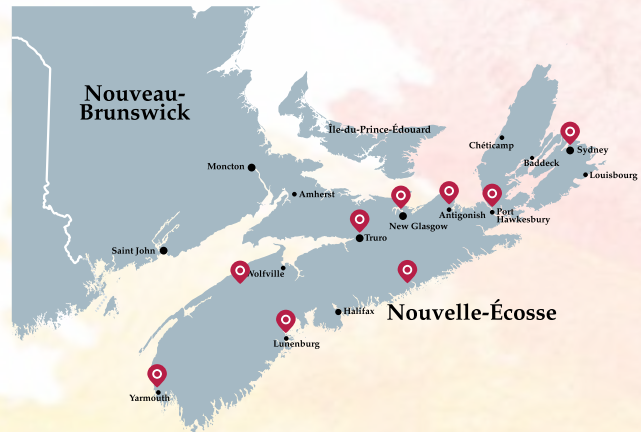 Nouveau-
Brunswick
Île-du-Prince-Édouard
Chéticamp
Sydney
Baddeck
Moncton
Louisbourg
Amherst
Antigonish
Port
Hawkesbury
New Glasgow
Truro
Saint John
Wolfville
Halifax
Nouvelle-Écosse
Lunenburg
Yarmouth